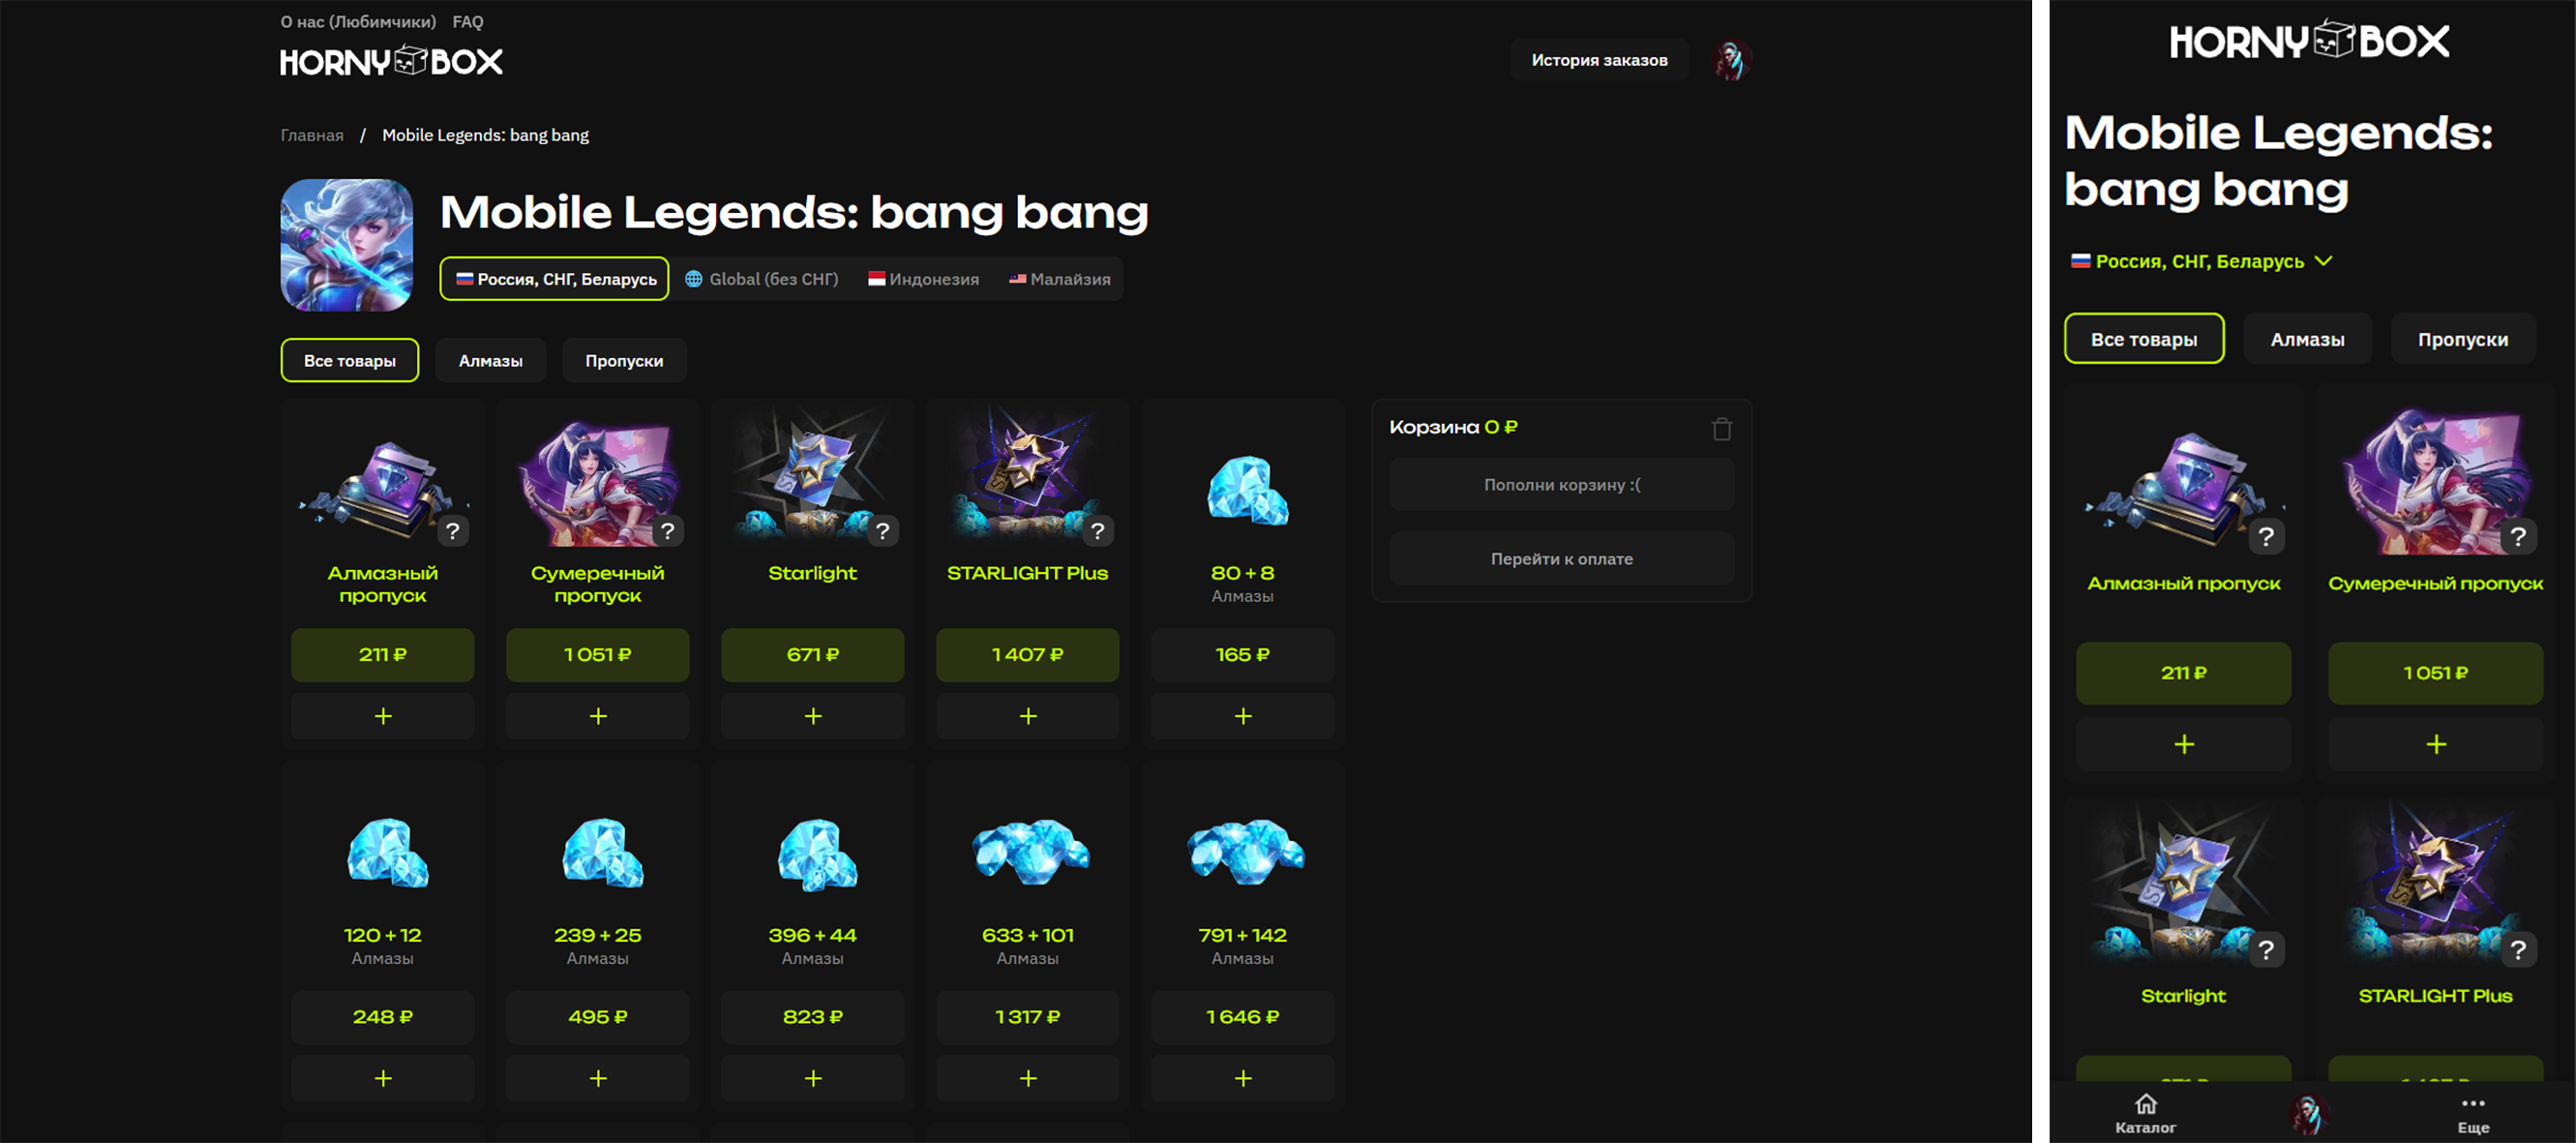 О нас (Любимчики) FAQ
HORNY BOX
История заказов
Главная / Mobile Legends: bang bang
Mobile Legends: bang bang
Россия, СНГ, Беларусь Global (без СНГ) Индонезия Малайзия
Все товары Алмазы Пропуски
? ? ? ?
Алмазный пропуск
Сумеречный пропуск
Starlight
STARLIGHT Plus
80 + 8
Алмазы
211 ₽ 1 051 ₽ 671 ₽ 1 407 ₽ 165 ₽
+ + + + +
120 + 12 239 + 25 396 + 44 633 + 101 791 + 142
Алмазы Алмазы Алмазы Алмазы Алмазы
248 ₽ 495 ₽ 823 ₽ 1 317 ₽ 1 646 ₽
+ + + + +
Корзина 0 ₽
Пополни корзину :(
Перейти к оплате
HORNY BOX
Mobile Legends:
bang bang
Россия, СНГ, Беларусь
Все товары Алмазы Пропуски
? ?
Алмазный пропуск Сумеречный пропуск
211 ₽ 1 051 ₽
+ +
? ?
Starlight STARLIGHT Plus
Каталог Еще